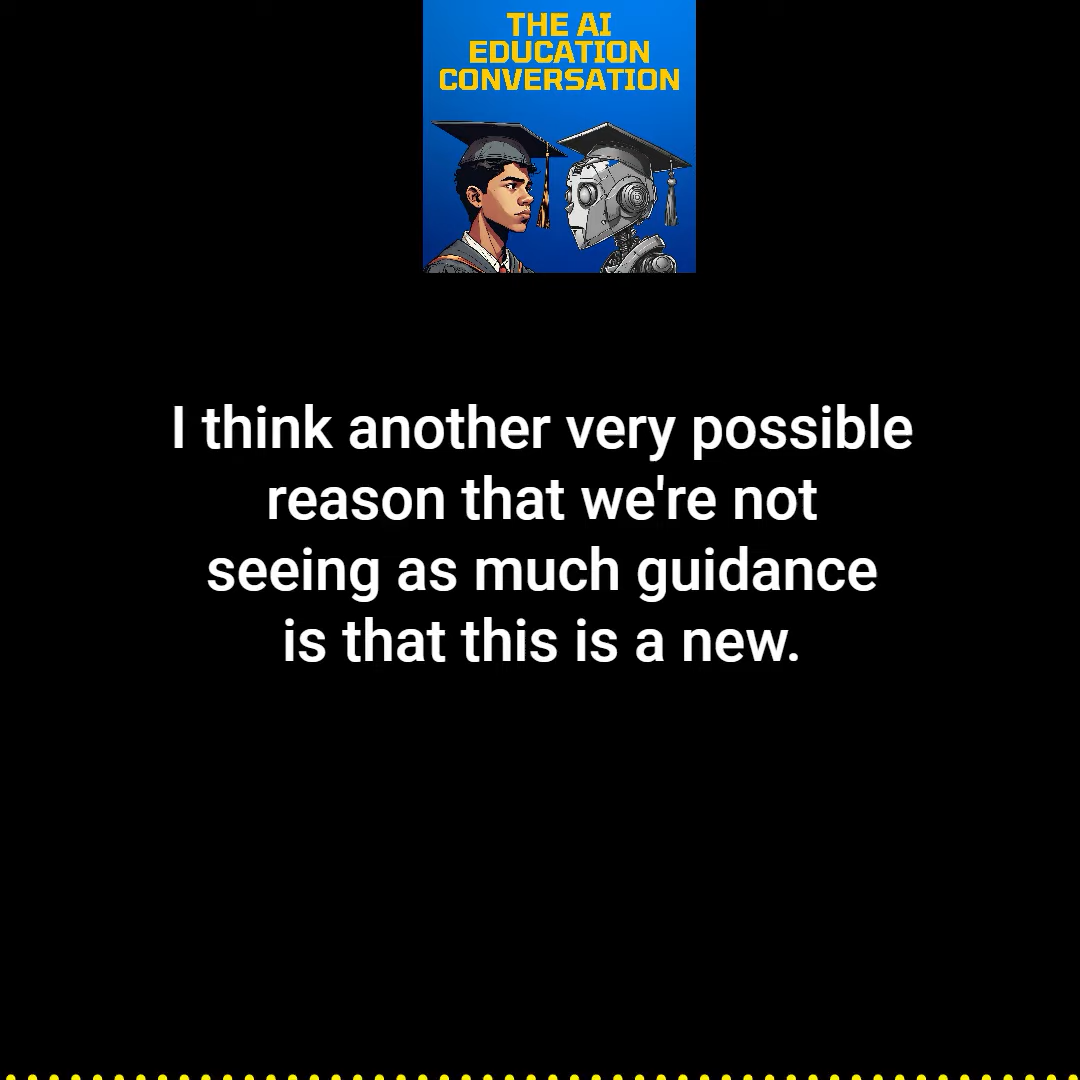 THE AI
EDUCATION
CONVERSATION
I think another very possible
reason that we're not
seeing as much guidance
is that this is a new.